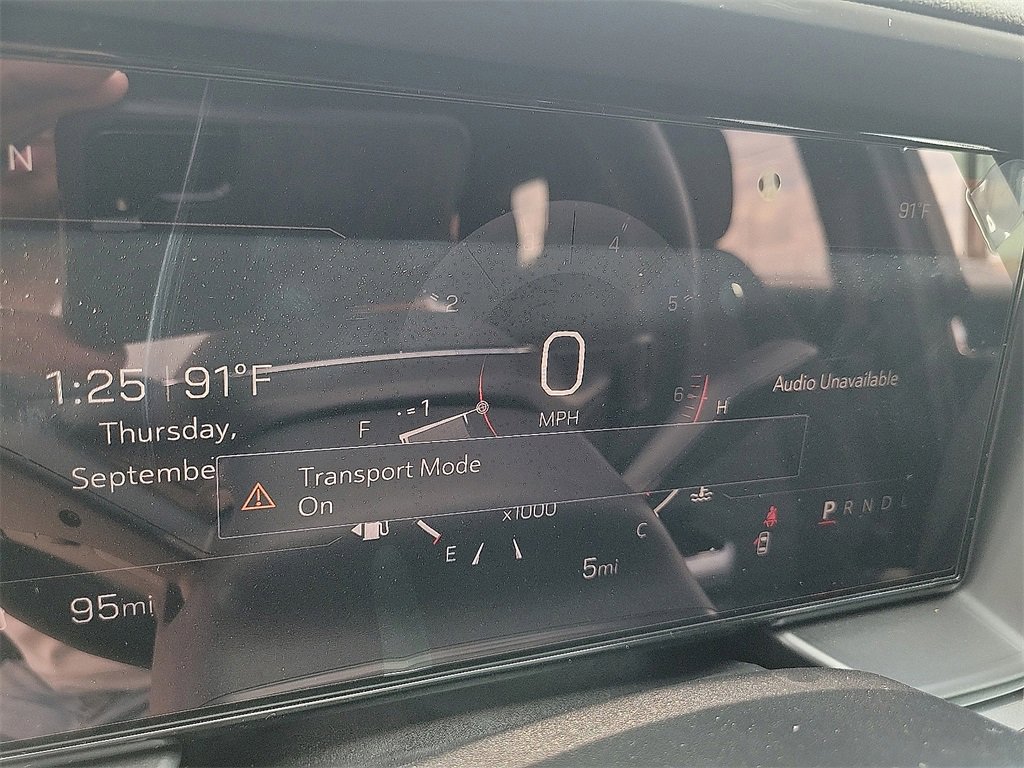 N
91°F
4
2
5
1:25 | 91°F
0
6
Audio Unavailable
1
H
F
MPH
Thursday,
Septembe
Transport Mode
On
x1000
P R N D L
C
E
5mi
95mi